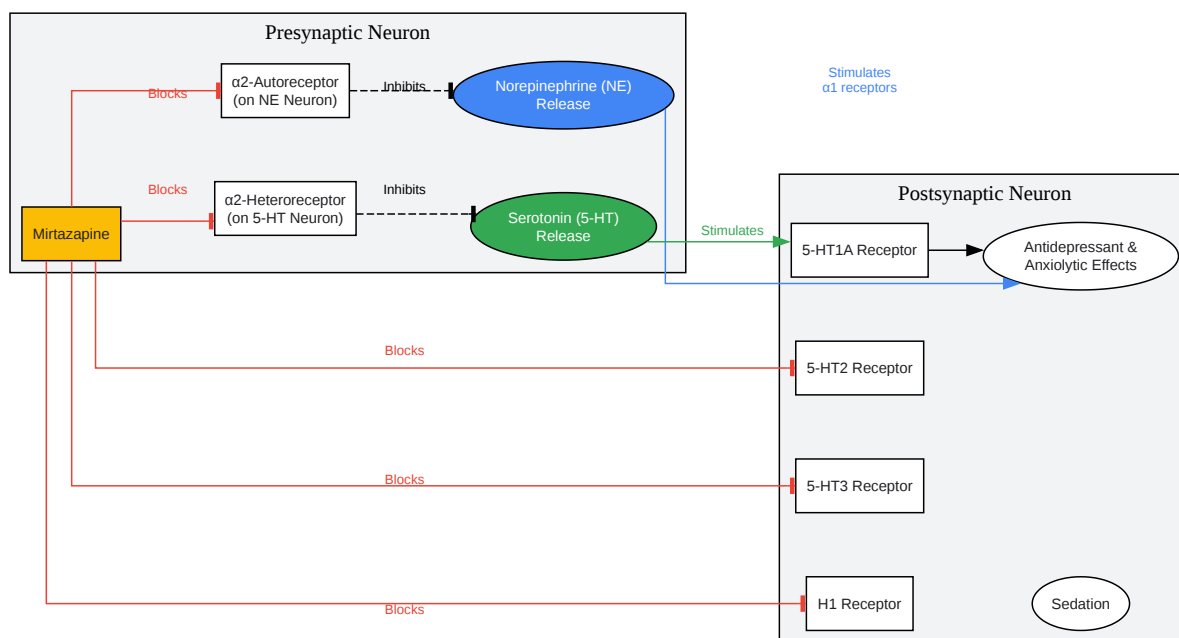 Presynaptic Neuron
α2-Autoreceptor
(on NE Neuron)
Blocks
Inhibits
Norepinephrine (NE)
Release
Stimulates
α1 receptors
α2-Heteroreceptor
(on 5-HT Neuron)
Blocks
Inhibits
Serotonin (5-HT)
Release
Mirtazapine
Stimulates
Postsynaptic Neuron
5-HT1A Receptor
Antidepressant &
Anxiolytic Effects
Blocks
5-HT2 Receptor
Blocks
5-HT3 Receptor
Blocks
H1 Receptor
Sedation